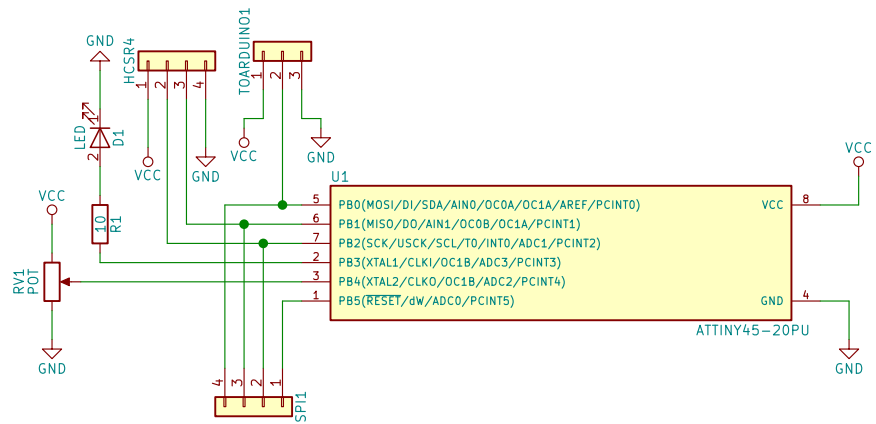 GND
HCSR4
1
2
3
4
TOARDUINO1
1
2
3
LED
1
2
D1
VCC
GND
VCC
GND
VCC
VCC
10
R1
RV1
POT
GND
U1
5 PB0(MOSI/DI/SDA/AIN0/OC0A/OC1A/AREF/PCINT0)
6 PB1(MISO/DO/AIN1/OC0B/OC1A/PCINT1)
7 PB2(SCK/USCK/SCL/T0/INT0/ADC1/PCINT2)
2 PB3(XTAL1/CLKI/OC1B/ADC3/PCINT3)
3 PB4(XTAL2/CLKO/OC1B/ADC2/PCINT4)
1 PB5(RESET/dW/ADC0/PCINT5)
VCC 8
GND 4
ATTINY45-20PU
GND
4
3
2
1
SPI1